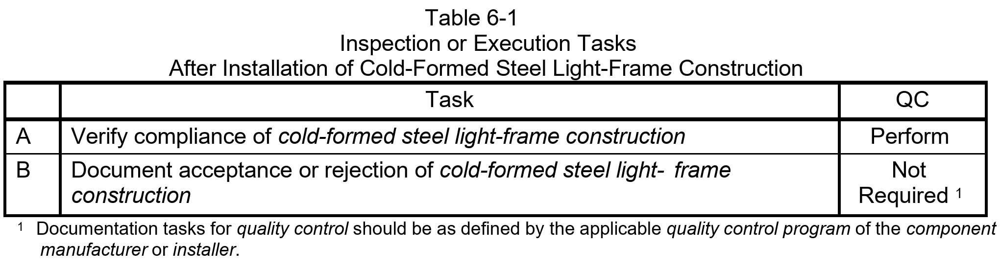 Table 6-1
Inspection or Execution Tasks
After Installation of Cold-Formed Steel Light-Frame Construction
Task QC
A Verify compliance of cold-formed steel light-frame construction Perform
B Document acceptance or rejection of cold-formed steel light- frame Not
construction Required 1
1 Documentation tasks for quality control should be as defined by the applicable quality control program of the component
manufacturer or installer.